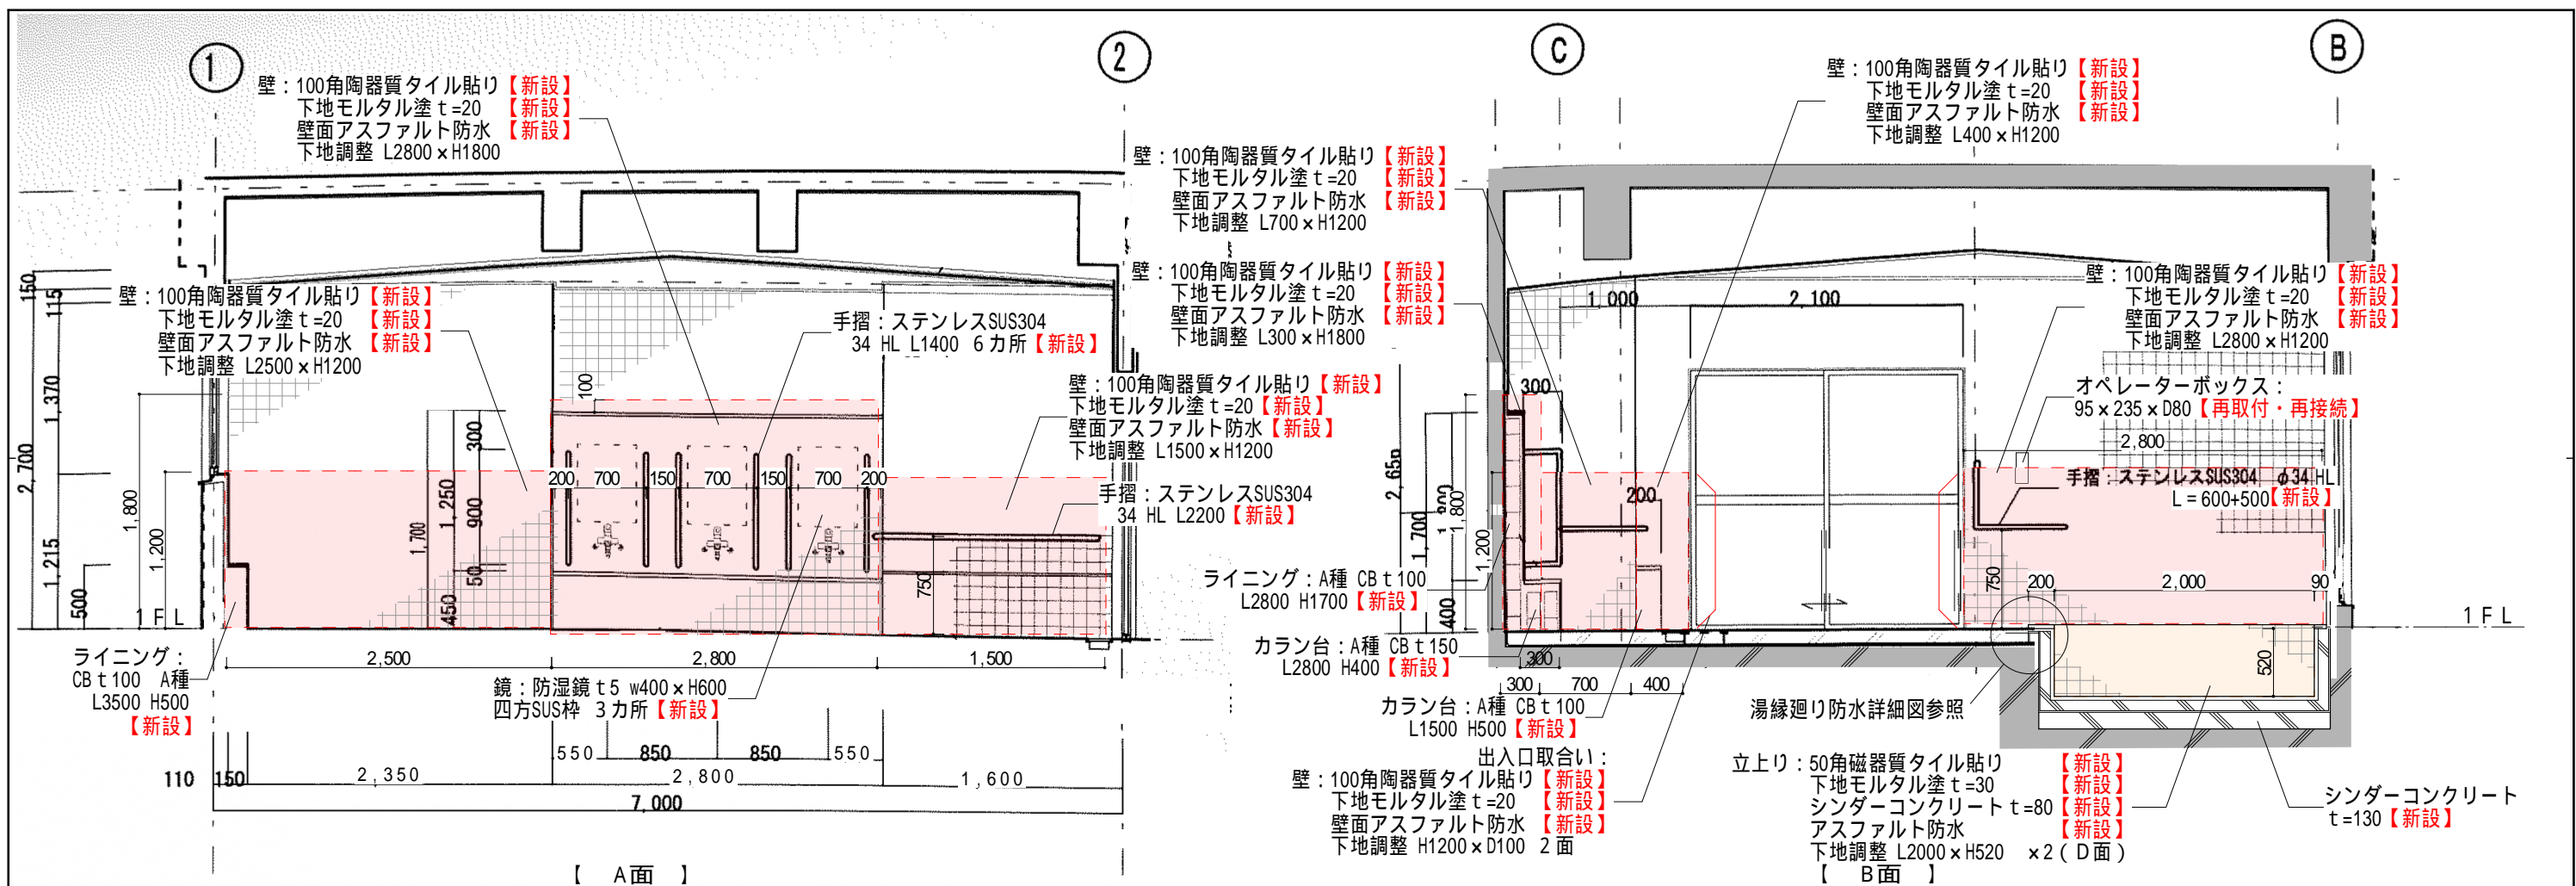 1
2
C
B
壁：100角陶器質タイル貼り【新設】
下地モルタル塗 t=20 【新設】
壁面アスファルト防水 【新設】
下地調整 L2800×H1800
壁：100角陶器質タイル貼り【新設】
下地モルタル塗 t=20 【新設】
壁面アスファルト防水 【新設】
下地調整 L2500×H1200
手摺：ステンレスSUS304
34 HL L1400 6カ所【新設】
壁：100角陶器質タイル貼り【新設】
下地モルタル塗 t=20【新設】
壁面アスファルト防水【新設】
下地調整 L1500×H1200
手摺：ステンレスSUS304
34 HL L2200【新設】
150
115
2,700
1,370
1,215
500
1,800
1,200
1FL
1,700
1,250
450
300
900
50
100
200
700
150
700
150
700
200
750
2,500
2,800
1,500
ライニング：
CB t100 A種
L3500 H500
【新設】
鏡：防湿鏡 t5 w400×H600
四方SUS枠 3カ所【新設】
550
850
850
550
110
150
2,350
2,800
1,600
7,000
【 A面 】
壁：100角陶器質タイル貼り【新設】
下地モルタル塗 t=20 【新設】
壁面アスファルト防水 【新設】
下地調整 L700×H1200
壁：100角陶器質タイル貼り【新設】
下地モルタル塗 t=20 【新設】
壁面アスファルト防水 【新設】
下地調整 L300×H1800
壁：100角陶器質タイル貼り【新設】
下地モルタル塗 t=20 【新設】
壁面アスファルト防水 【新設】
下地調整 L400×H1200
壁：100角陶器質タイル貼り【新設】
下地モルタル塗 t=20 【新設】
壁面アスファルト防水 【新設】
下地調整 L2800×H1200
オペレーターボックス：
95×235×D80【再取付・再接続】
2,800
手摺：ステンレスSUS304 φ34 HL
L=600+500【新設】
1,000
2,100
300
200
1,700
1,800
1,200
400
750
200
2,000
90
1FL
520
ライニング：A種 CB t100
L2800 H1700【新設】
カラン台：A種 CB t150
L2800 H400【新設】
300
300
700
400
カラン台：A種 CB t100
L1500 H500【新設】
湯縁廻り防水詳細図参照
出入口取合い：
壁：100角陶器質タイル貼り【新設】
下地モルタル塗 t=20 【新設】
壁面アスファルト防水 【新設】
下地調整 H1200×D100 2面
立上り：50角磁器質タイル貼り 【新設】
下地モルタル塗 t=30 【新設】
シンダーコンクリート t=80【新設】
アスファルト防水 【新設】
下地調整 L2000×H520 ×2（D面）
シンダーコンクリート
t=130【新設】
【 B面 】